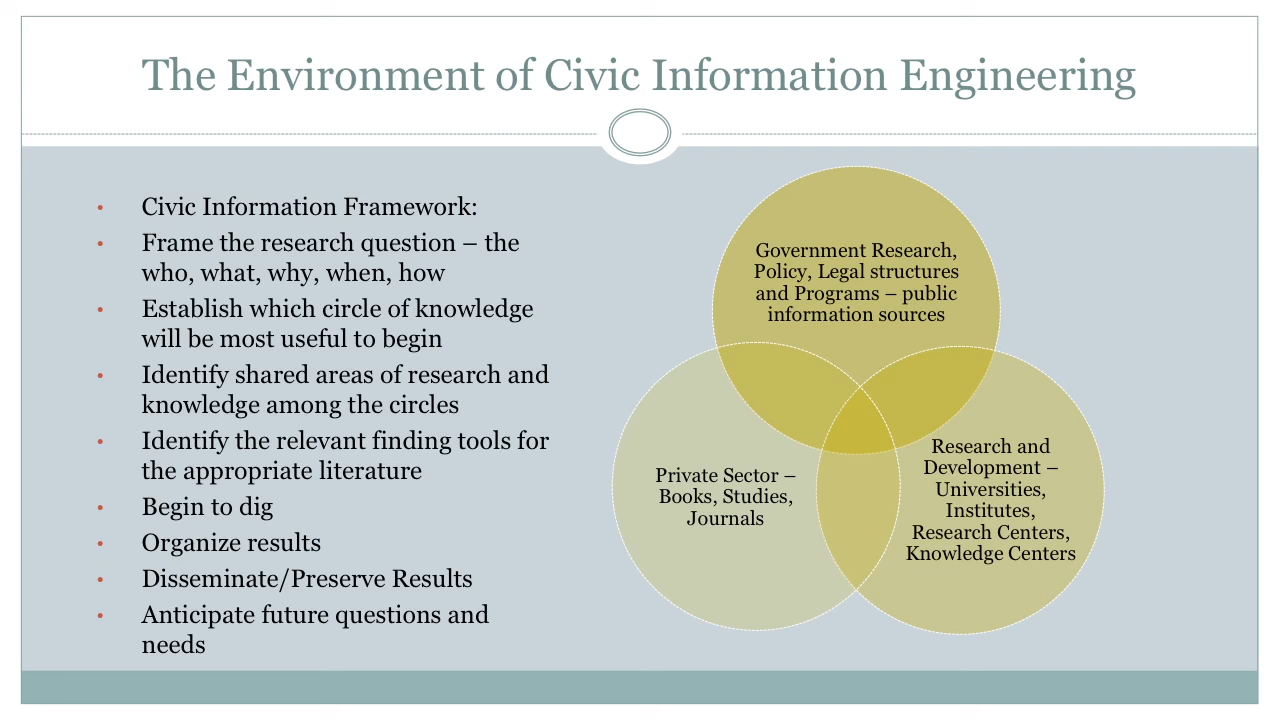 The Environment of Civic Information Engineering
• Civic Information Framework:
• Frame the research question – the
who, what, why, when, how
• Establish which circle of knowledge
will be most useful to begin
• Identify shared areas of research and
knowledge among the circles
• Identify the relevant finding tools for
the appropriate literature
• Begin to dig
• Organize results
• Disseminate/Preserve Results
• Anticipate future questions and
needs
Government Research,
Policy, Legal structures
and Programs – public
information sources
Private Sector –
Books, Studies,
Journals
Research and
Development –
Universities,
Institutes,
Research Centers,
Knowledge Centers